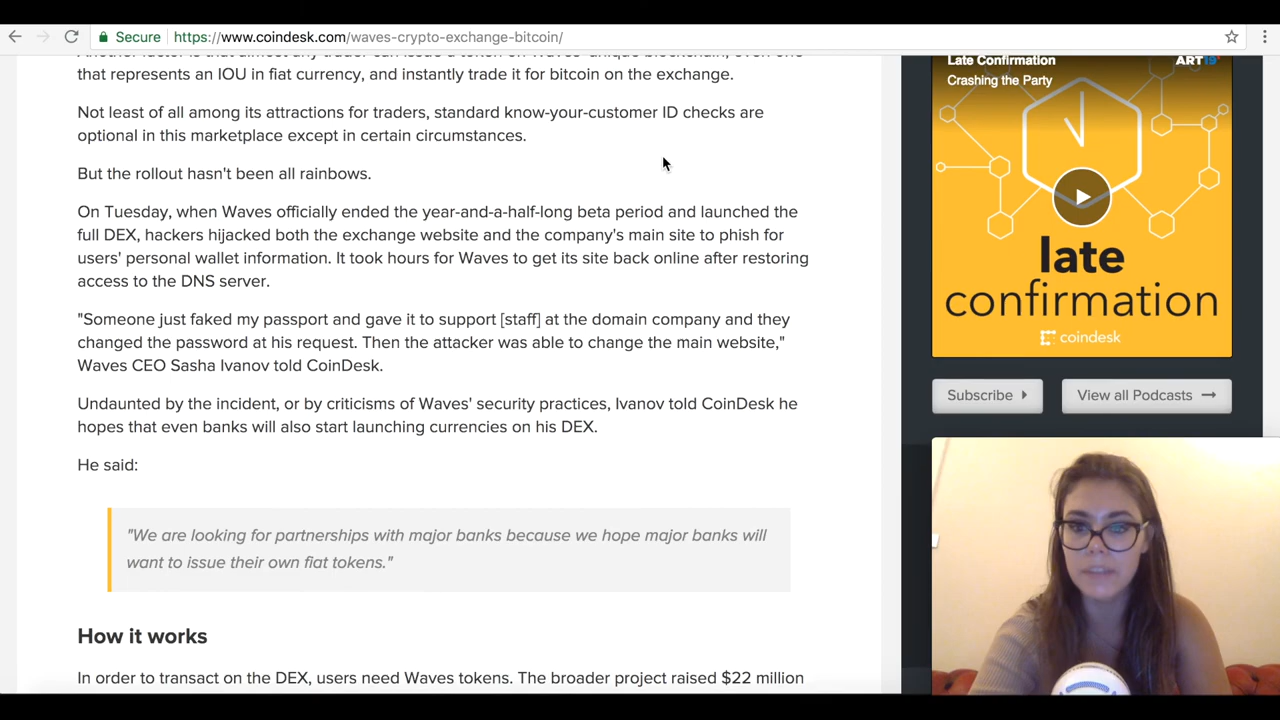 Secure https://www.coindesk.com/waves-crypto-exchange-bitcoin/
Another factor is that almost any trader can issue a token on Waves' unique blockchain, even one
that represents an IOU in fiat currency, and instantly trade it for bitcoin on the exchange.
Not least of all among its attractions for traders, standard know-your-customer ID checks are
optional in this marketplace except in certain circumstances.
But the rollout hasn't been all rainbows.
On Tuesday, when Waves officially ended the year-and-a-half-long beta period and launched the
full DEX, hackers hijacked both the exchange website and the company's main site to phish for
users' personal wallet information. It took hours for Waves to get its site back online after restoring
access to the DNS server.
"Someone just faked my passport and gave it to support [staff] at the domain company and they
changed the password at his request. Then the attacker was able to change the main website,"
Waves CEO Sasha Ivanov told CoinDesk.
Undaunted by the incident, or by criticisms of Waves' security practices, Ivanov told CoinDesk he
hopes that even banks will also start launching currencies on his DEX.
He said:
"We are looking for partnerships with major banks because we hope major banks will
want to issue their own fiat tokens."
How it works
In order to transact on the DEX, users need Waves tokens. The broader project raised $22 million
Late Confirmation
ART19
Crashing the Party
late
confirmation
coindesk
Subscribe
View all Podcasts